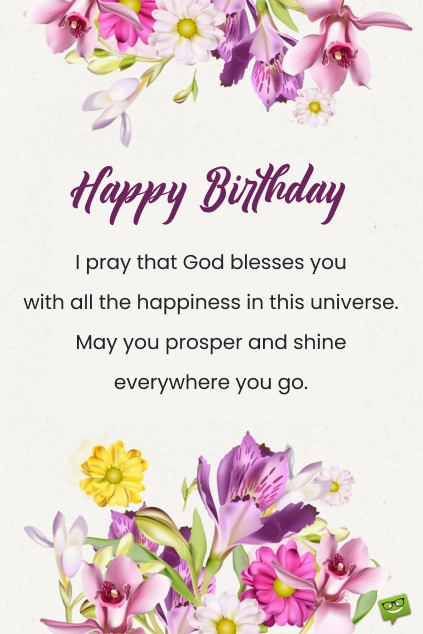 Happy Birthday
I pray that God blesses you
with all the happiness in this universe.
May you prosper and shine
everywhere you go.